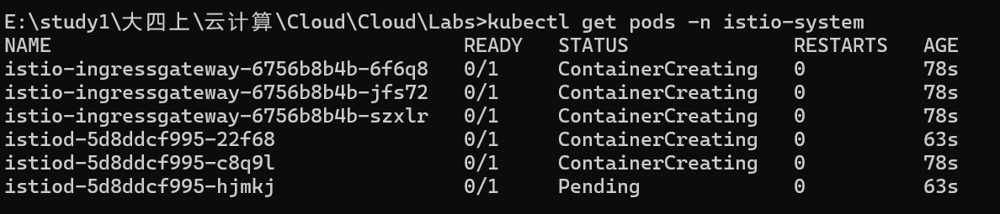 E:\study1\大四上\云计算\Cloud\Cloud\Labs>kubectl get pods -n istio-system
NAME READY STATUS RESTARTS AGE
istio-ingressgateway-6756b8b4b-6f6q8 0/1 ContainerCreating 0 78s
istio-ingressgateway-6756b8b4b-jfs72 0/1 ContainerCreating 0 78s
istio-ingressgateway-6756b8b4b-szxlr 0/1 ContainerCreating 0 78s
istiod-5d8ddcf995-22f68 0/1 ContainerCreating 0 63s
istiod-5d8ddcf995-c8q9l 0/1 ContainerCreating 0 78s
istiod-5d8ddcf995-hjmkj 0/1 Pending 0 63s